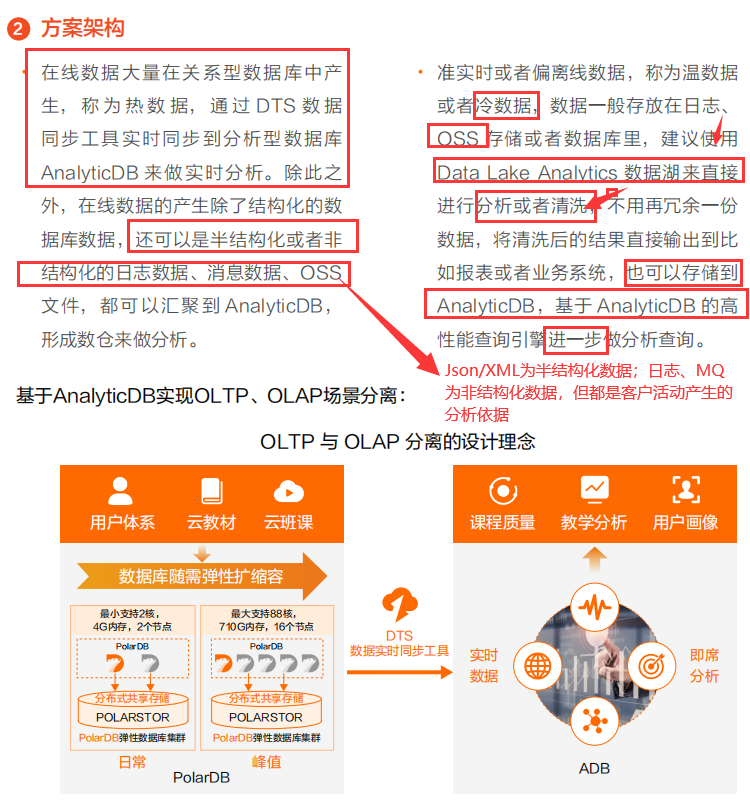 2 方案架构
• 在线数据大量在关系型数据库中产
生，称为热数据，通过 DTS 数据
同步工具实时同步到分析型数据库
AnalyticDB 来做实时分析。除此之
外，在线数据的产生除了结构化的数
据库数据，还可以是半结构化或者非
结构化的日志数据、消息数据、OSS
文件，都可以汇聚到 AnalyticDB，
形成数仓来做分析。
• 准实时或者偏离线数据，称为温数据
或者冷数据，数据一般存放在日志、
OSS 存储或者数据库里，建议使用
Data Lake Analytics 数据湖来直接
进行分析或者清洗，不用再冗余一份
数据，将清洗后的结果直接输出到比
如报表或者业务系统，也可以存储到
AnalyticDB，基于 AnalyticDB 的高
性能查询引擎进一步做分析查询。
Json/XML为半结构化数据；日志、MQ
为非结构化数据，但都是客户活动产生的
分析依据
基于AnalyticDB实现OLTP、OLAP场景分离：
OLTP 与 OLAP 分离的设计理念
用户体系 云教材 云班课
数据库随需弹性扩缩容
最小支持2核，
4G内存，2个节点
PolarDB
分布式共享存储
POLARSTOR
PolarDB弹性数据库集群
日常
最大支持88核，
710G内存，16个节点
PolarDB
分布式共享存储
POLARSTOR
PolarDB弹性数据库集群
峰值
PolarDB
DTS
数据实时同步工具
课程质量 教学分析 用户画像
实时
数据
即席
分析
ADB